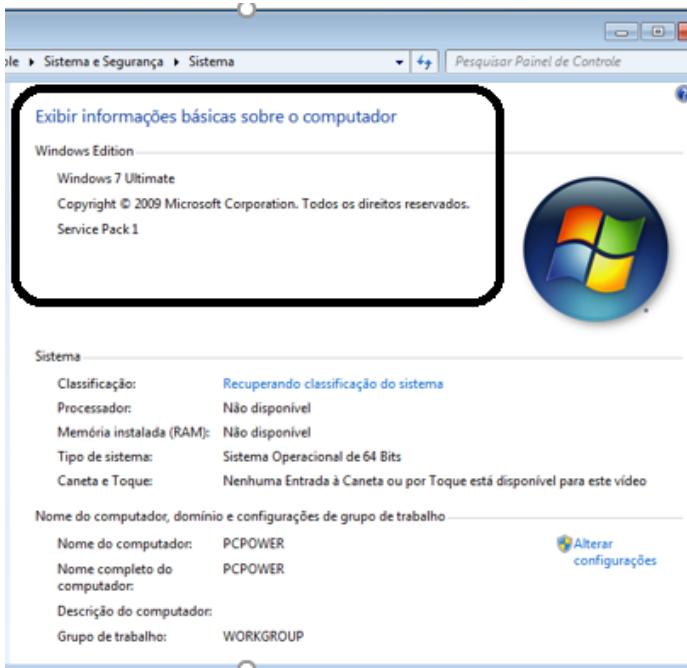 Sistema e Segurança ▸ Sistema
Pesquisar Painel de Controle
Exibir informações básicas sobre o computador
Windows Edition
Windows 7 Ultimate
Copyright © 2009 Microsoft Corporation. Todos os direitos reservados.
Service Pack 1
Sistema
Classificação: Recuperando classificação do sistema
Processador: Não disponível
Memória instalada (RAM): Não disponível
Tipo de sistema: Sistema Operacional de 64 Bits
Caneta e Toque: Nenhuma Entrada à Caneta ou por Toque está disponível para este vídeo
Nome do computador, domínio e configurações de grupo de trabalho
Nome do computador: PCPOWER
Alterar
configurações
Nome completo do
computador: PCPOWER
Descrição do computador:
Grupo de trabalho: WORKGROUP